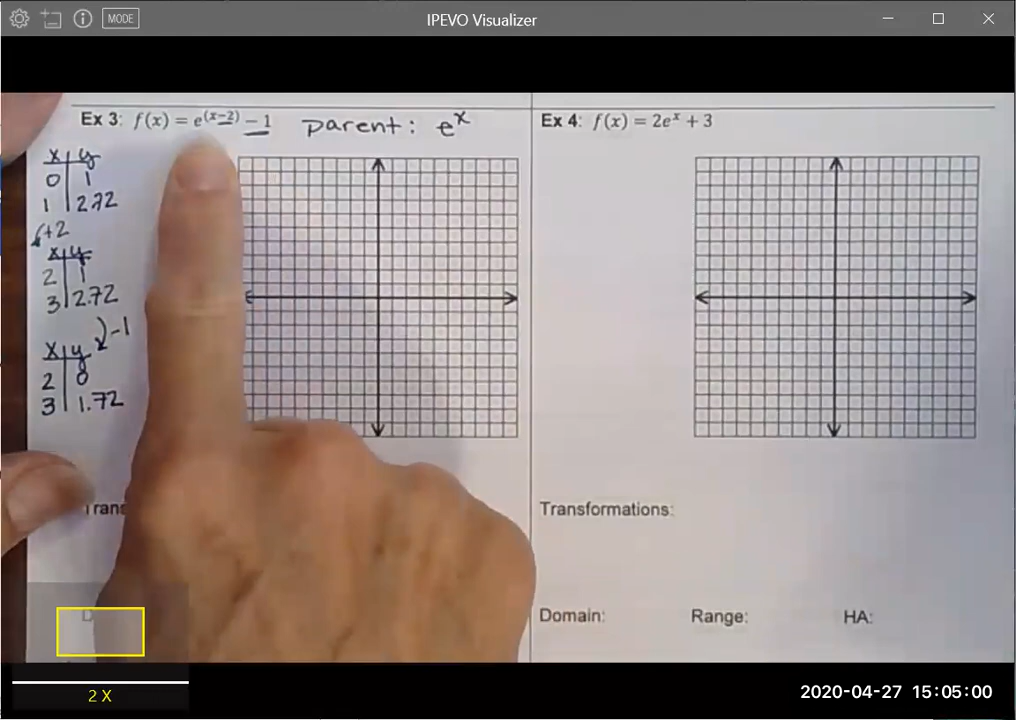 MODE
IPEVO Visualizer
Ex 3: f(x) = e^(x−2) − 1
parent: e^x
x | y
0 | 1
1 | 2.72
+2
x | y
2 | 1
3 | 2.72
-1
x | y
2 | 0
3 | 1.72
Trans
D
Ex 4: f(x) = 2e^x + 3
Transformations:
Domain: Range: HA:
2 X
2020-04-27 15:05:00